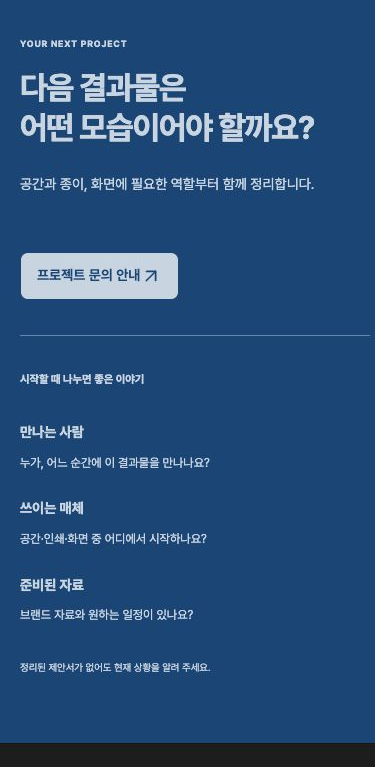 YOUR NEXT PROJECT
다음 결과물은
어떤 모습이어야 할까요?
공간과 종이, 화면에 필요한 역할부터 함께 정리합니다.
프로젝트 문의 안내
시작할 때 나누면 좋은 이야기
만나는 사람
누가, 어느 순간에 이 결과물을 만나나요?
쓰이는 매체
공간·인쇄·화면 중 어디에서 시작하나요?
준비된 자료
브랜드 자료와 원하는 일정이 있나요?
정리된 제안서가 없어도 현재 상황을 알려 주세요.